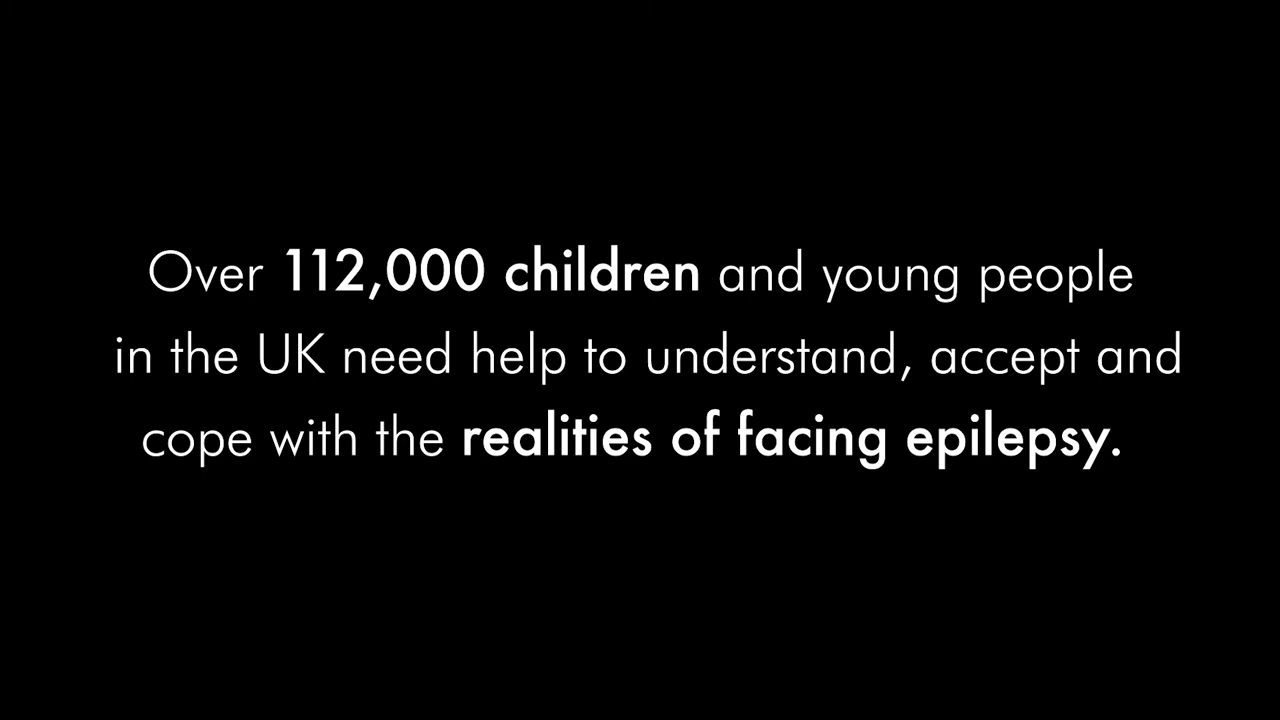 Over 112,000 children and young people
in the UK need help to understand, accept and
cope with the realities of facing epilepsy.